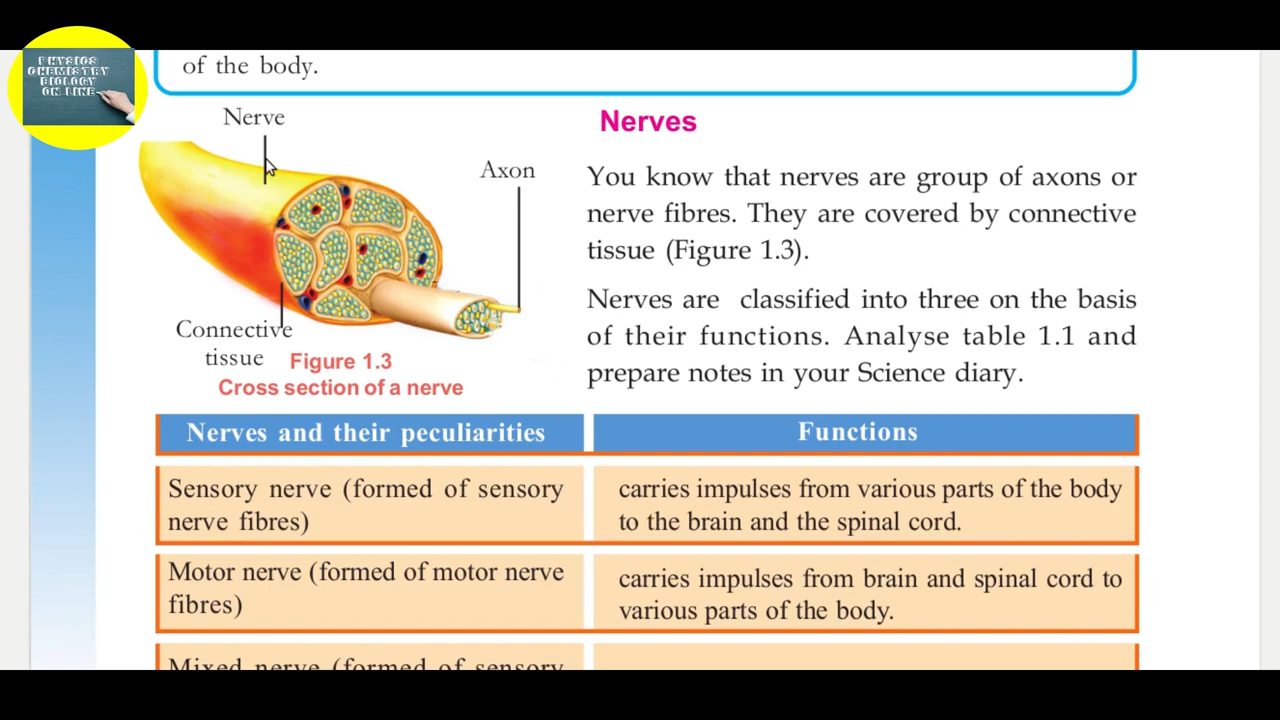 PHYSICS
CHEMISTRY
BIOLOGY
ON LINE
of the body.
Nerve
Axon
Connective
tissue
Figure 1.3
Cross section of a nerve
Nerves
You know that nerves are group of axons or
nerve fibres. They are covered by connective
tissue (Figure 1.3).
Nerves are classified into three on the basis
of their functions. Analyse table 1.1 and
prepare notes in your Science diary.
Nerves and their peculiarities
Functions
Sensory nerve (formed of sensory
nerve fibres)
carries impulses from various parts of the body
to the brain and the spinal cord.
Motor nerve (formed of motor nerve
fibres)
carries impulses from brain and spinal cord to
various parts of the body.
Mixed nerve (formed of sensory